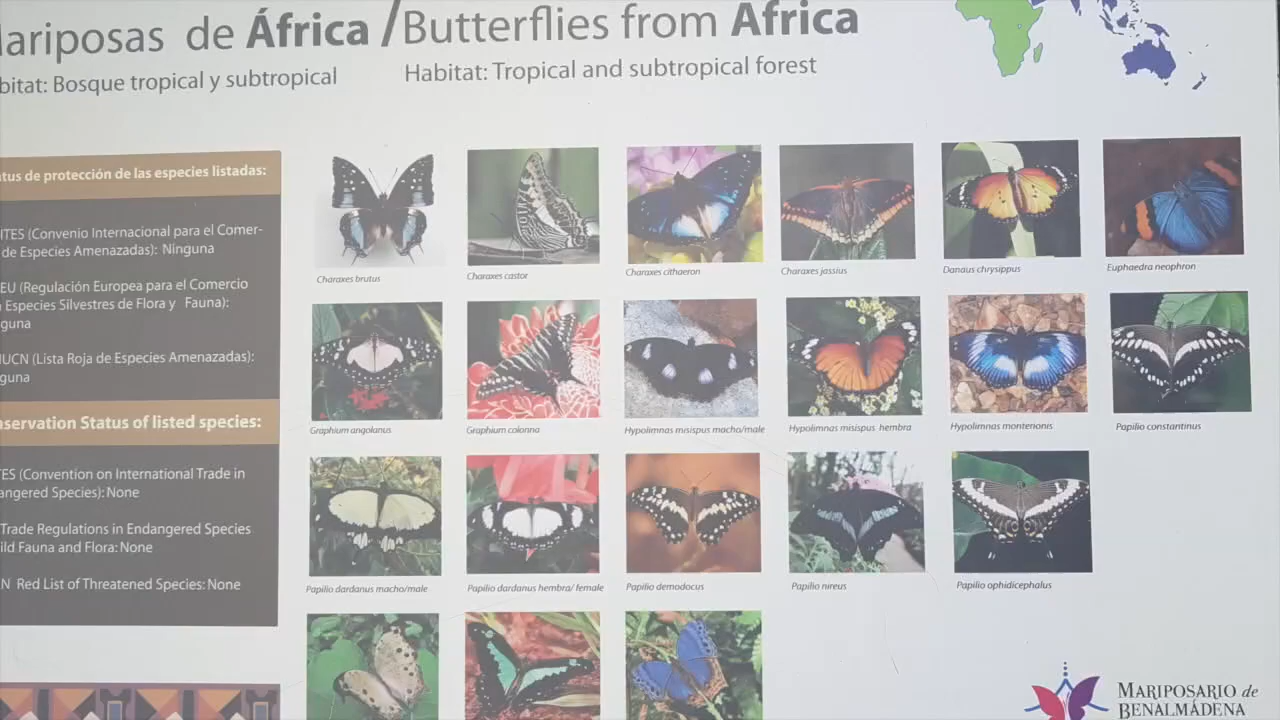 ariposas de África / Butterflies from África
bitat: Bosque tropical y subtropical
Habitat: Tropical and subtropical forest
tus de protección de las especies listadas:
ITES (Convenio Internacional para el Comer-
de Especies Amenazadas): Ninguna
EU (Regulación Europea para el Comercio
Especies Silvestres de Flora y Fauna):
guna
UCN (Lista Roja de Especies Amenazadas):
guna
nservation Status of listed species:
TES (Convention on International Trade in
angered Species): None
Trade Regulations in Endangered Species
ild Fauna and Flora: None
N Red List of Threatened Species: None
Charaxes brutus
Charaxes castor
Charaxes cithaeron
Charaxes jassius
Danaus chrysippus
Euphaedra neophron
Graphium angolanus
Graphium colonna
Hypolimnas misispus macho/male
Hypolimnas misispus hembra
Hypolimnas monteironis
Papilio constantinus
Papilio dardanus macho/male
Papilio dardanus hembra/ female
Papilio demodocus
Papilio nireus
Papilio ophidicephalus
Mariposario de
Benalmádena